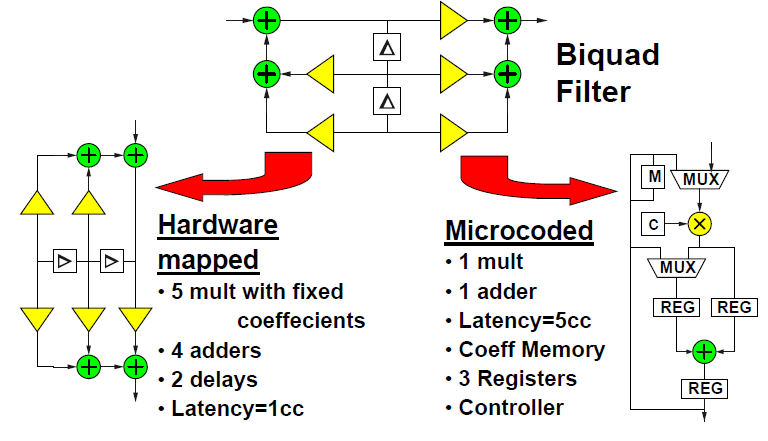 Biquad
Filter
Hardware
mapped
• 5 mult with fixed
coeffecients
• 4 adders
• 2 delays
• Latency=1cc
Microcoded
• 1 mult
• 1 adder
• Latency=5cc
• Coeff Memory
• 3 Registers
• Controller
M
MUX
C
MUX
REG
REG
REG